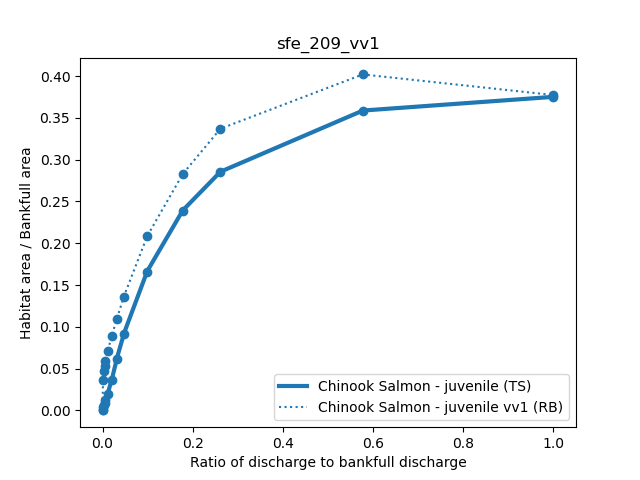 sfe_209_vv1
Habitat area / Bankfull area
0.40
0.35
0.30
0.25
0.20
0.15
0.10
0.05
0.00
Chinook Salmon - juvenile (TS)
Chinook Salmon - juvenile vv1 (RB)
0.0 0.2 0.4 0.6 0.8 1.0
Ratio of discharge to bankfull discharge